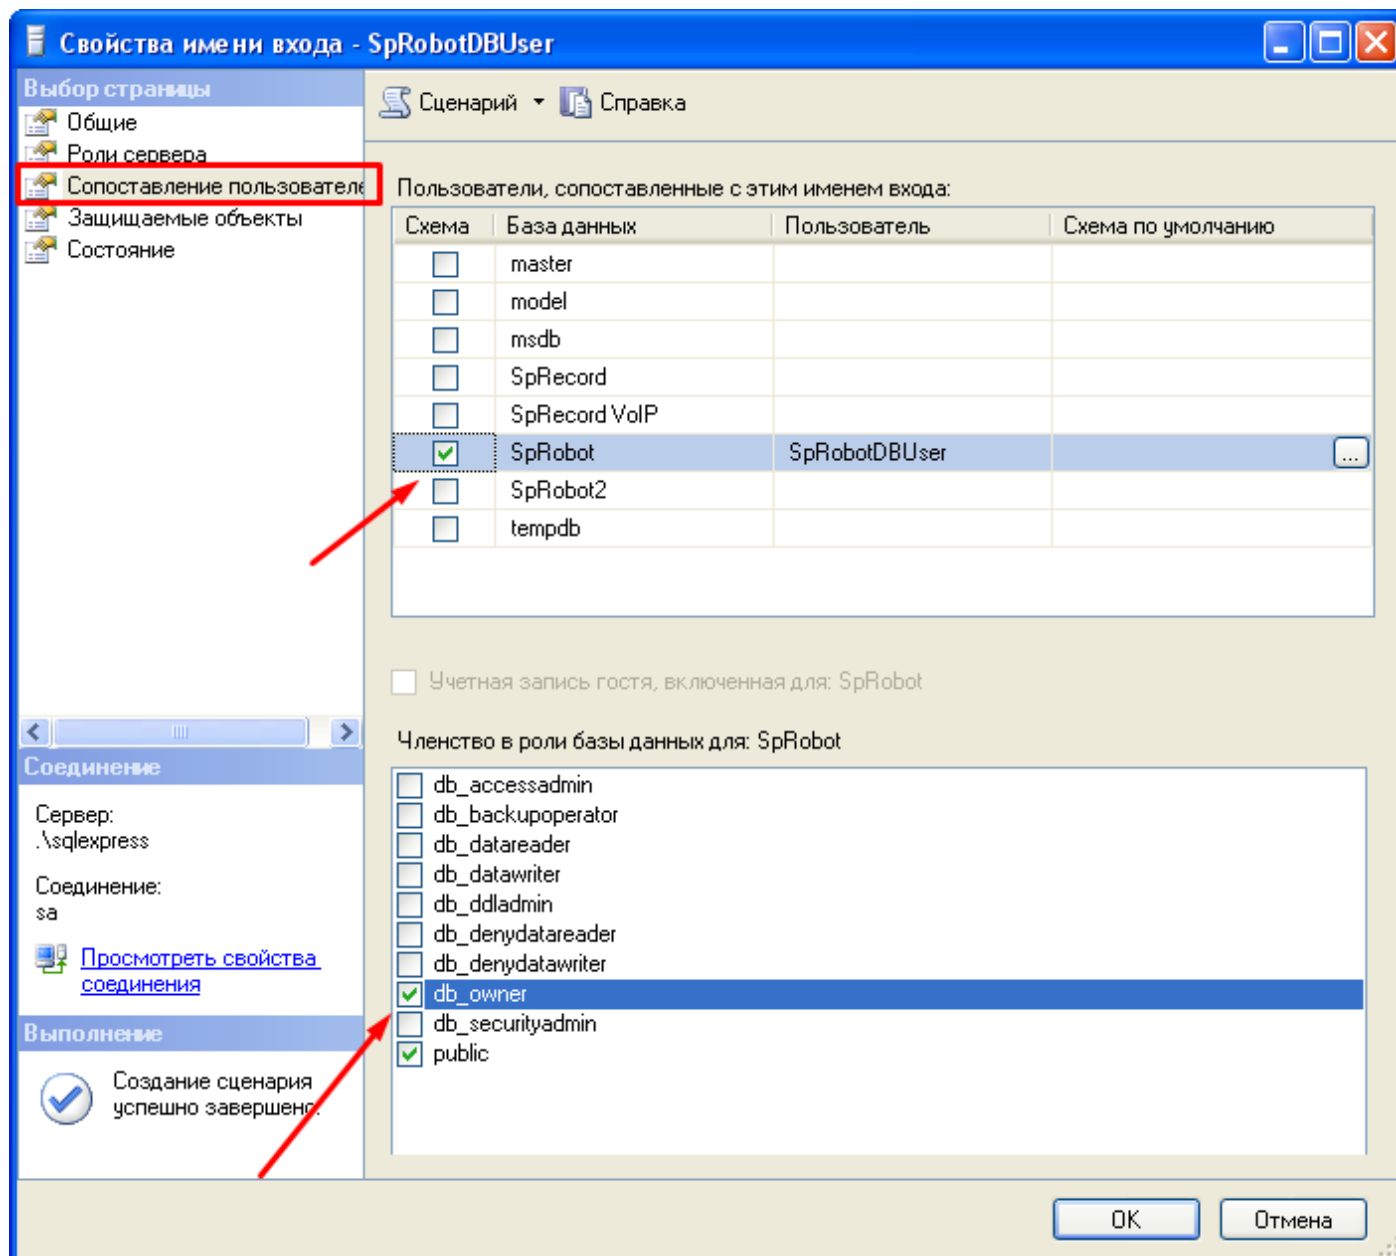 Свойства имени входа - SpRobotDBUser
Выбор страницы
Общие
Роли сервера
Сопоставление пользователе
Защищаемые объекты
Состояние
Сценарий Справка
Пользователи, сопоставленные с этим именем входа:
Схема База данных Пользователь Схема по умолчанию
master
model
msdb
SpRecord
SpRecord VoIP
SpRobot SpRobotDBUser ...
SpRobot2
tempdb
Учетная запись гостя, включенная для: SpRobot
Членство в роли базы данных для: SpRobot
db_accessadmin
db_backupoperator
db_datareader
db_datawriter
db_ddladmin
db_denydatareader
db_denydatawriter
db_owner
db_securityadmin
public
Соединение
Сервер:
.\sqlexpress
Соединение:
sa
Просмотреть свойства
соединения
Выполнение
Создание сценария
успешно завершено.
OK Отмена